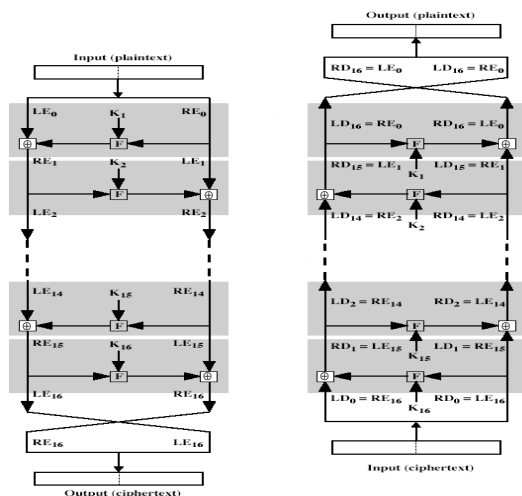 Input (plaintext)
LE0 K1 RE0
F
RE1 K2 LE1
F
LE2 RE2
LE14 K15 RE14
F
RE15 K16 LE15
F
LE16 RE16
RE16 LE16
Output (ciphertext)
Output (plaintext)
RD16 = LE0 LD16 = RE0
LD16 = RE0 RD16 = LE0
F
RD15 = LE1 K1 LD15 = RE1
F
LD14 = RE2 K2 RD14 = LE2
LD2 = RE14 RD2 = LE14
F
RD1 = LE15 K15 LD1 = RE15
F
LD0 = RE16 K16 RD0 = LE16
Input (ciphertext)